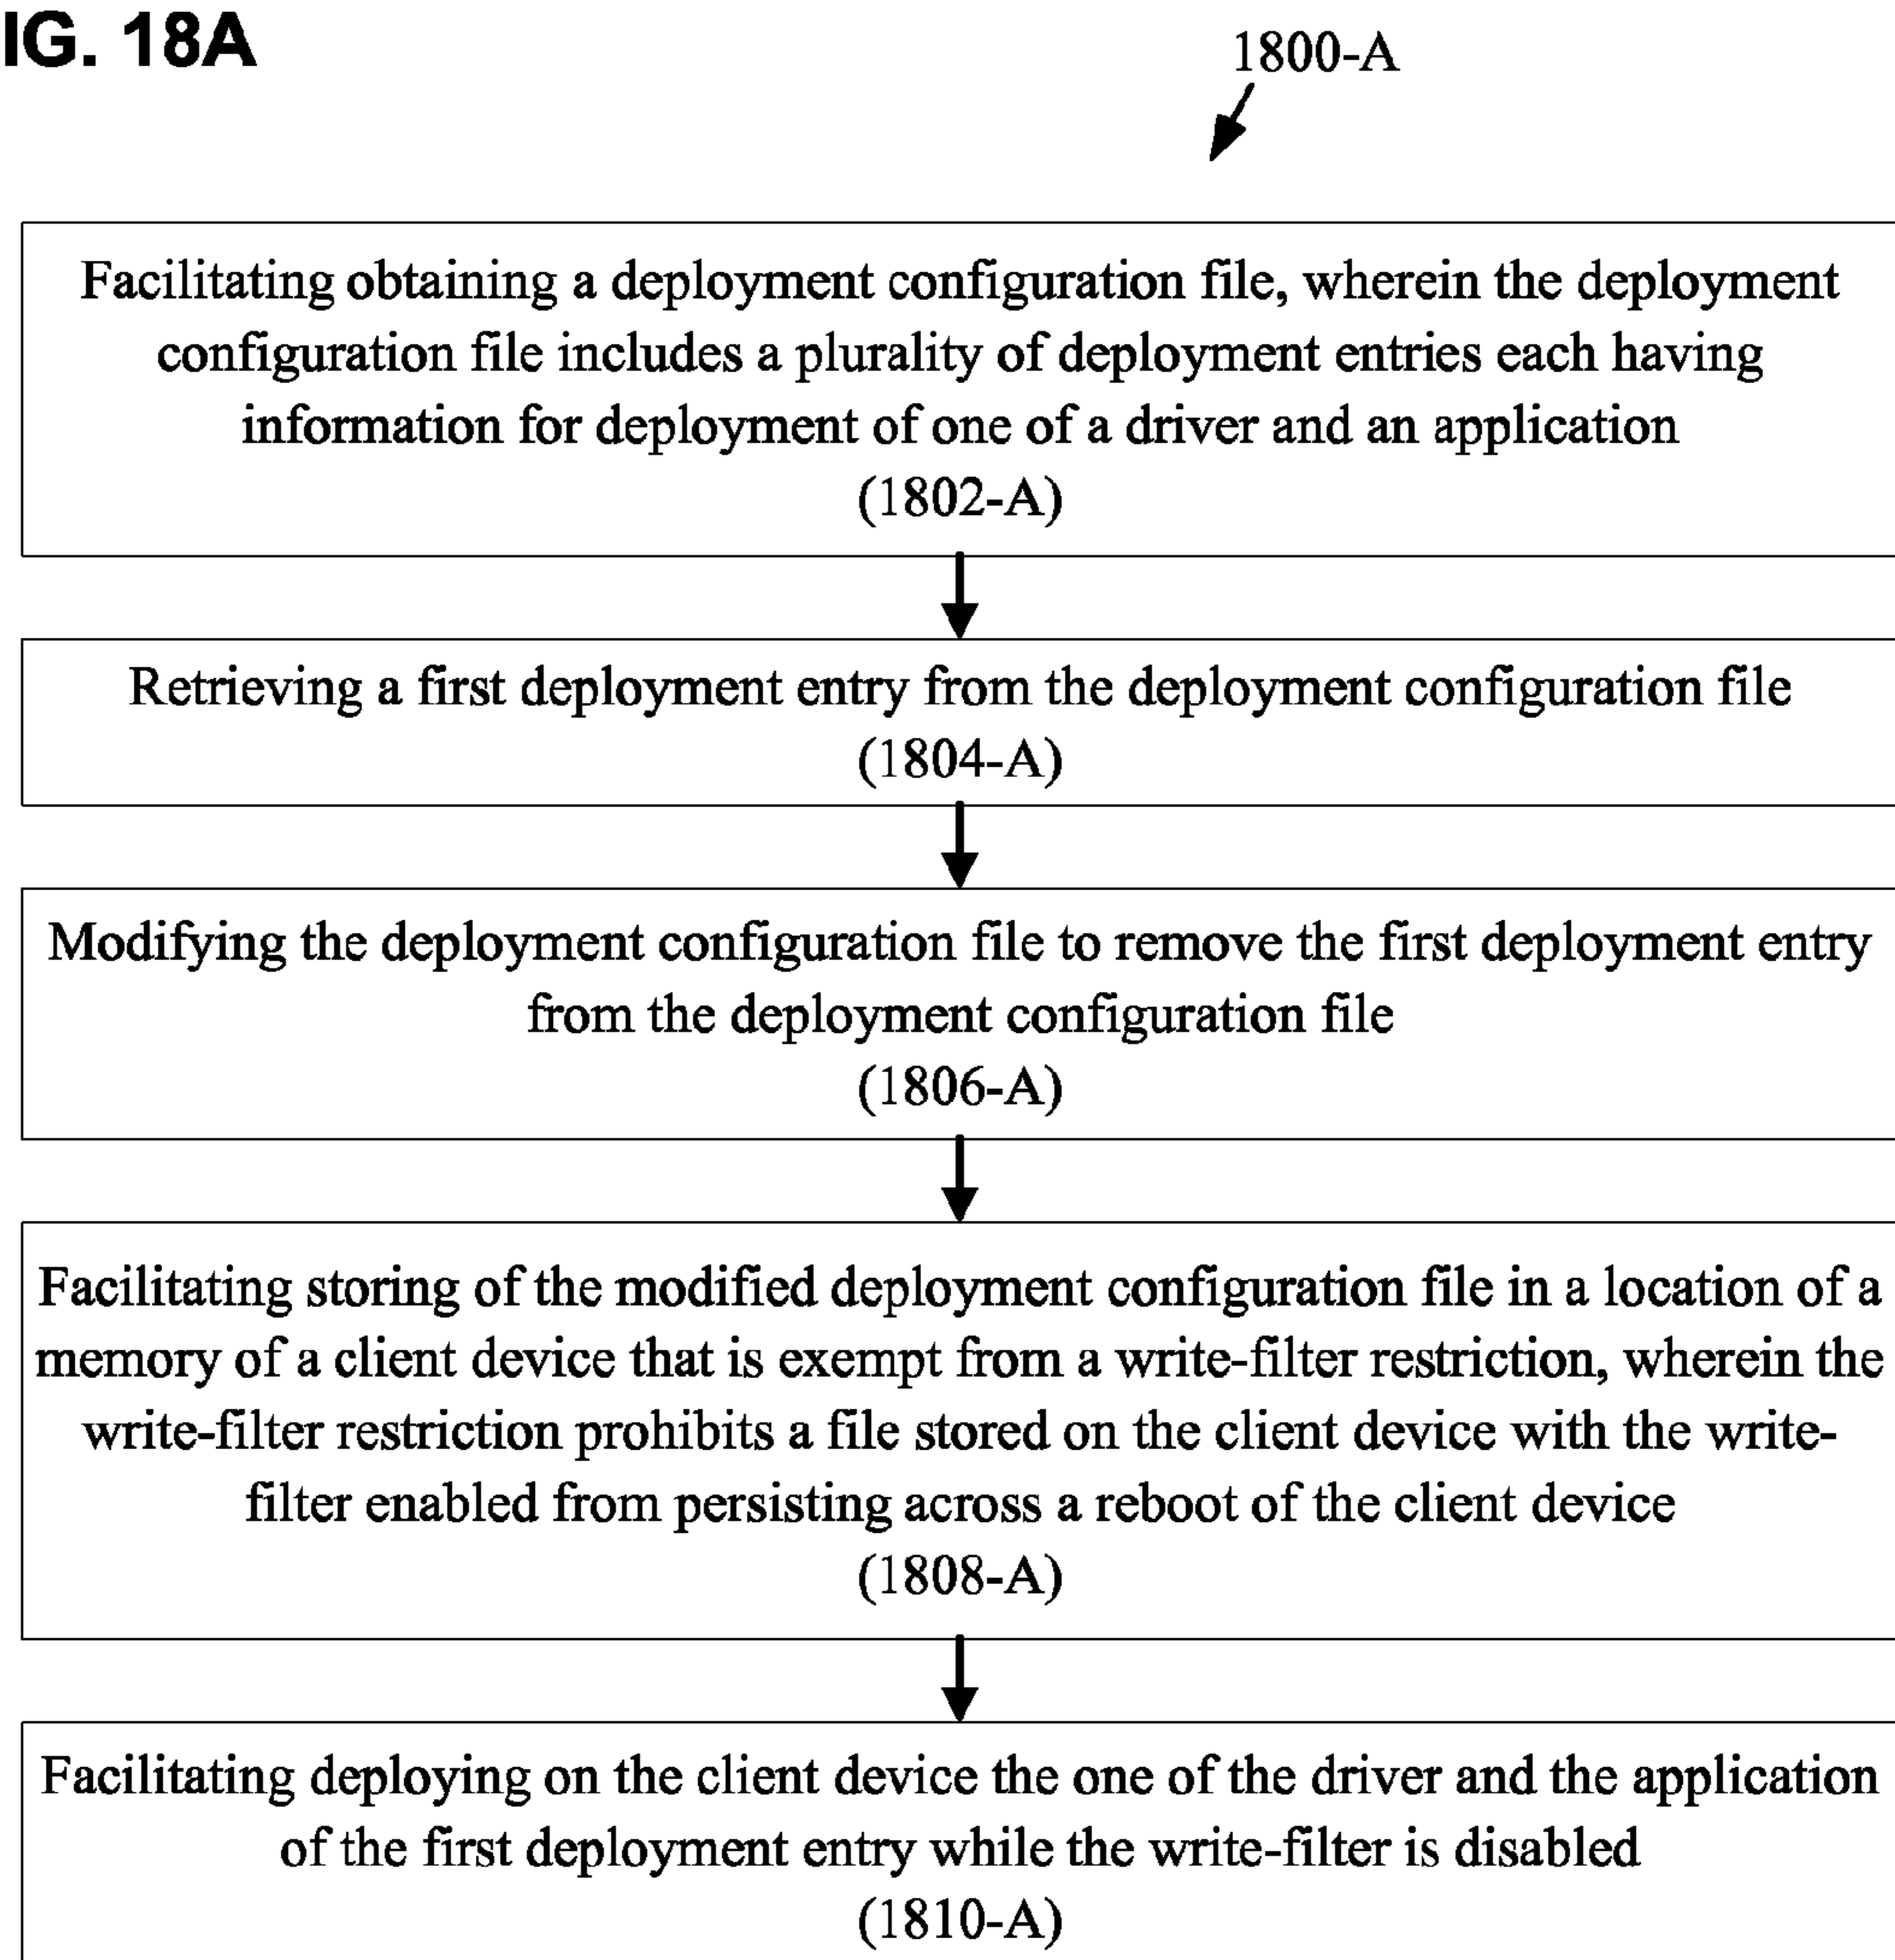 IG. 18A
1800-A
Facilitating obtaining a deployment configuration file, wherein the deployment
configuration file includes a plurality of deployment entries each having
information for deployment of one of a driver and an application
(1802-A)
Retrieving a first deployment entry from the deployment configuration file
(1804-A)
Modifying the deployment configuration file to remove the first deployment entry
from the deployment configuration file
(1806-A)
Facilitating storing of the modified deployment configuration file in a location of a
memory of a client device that is exempt from a write-filter restriction, wherein the
write-filter restriction prohibits a file stored on the client device with the write-
filter enabled from persisting across a reboot of the client device
(1808-A)
Facilitating deploying on the client device the one of the driver and the application
of the first deployment entry while the write-filter is disabled
(1810-A)